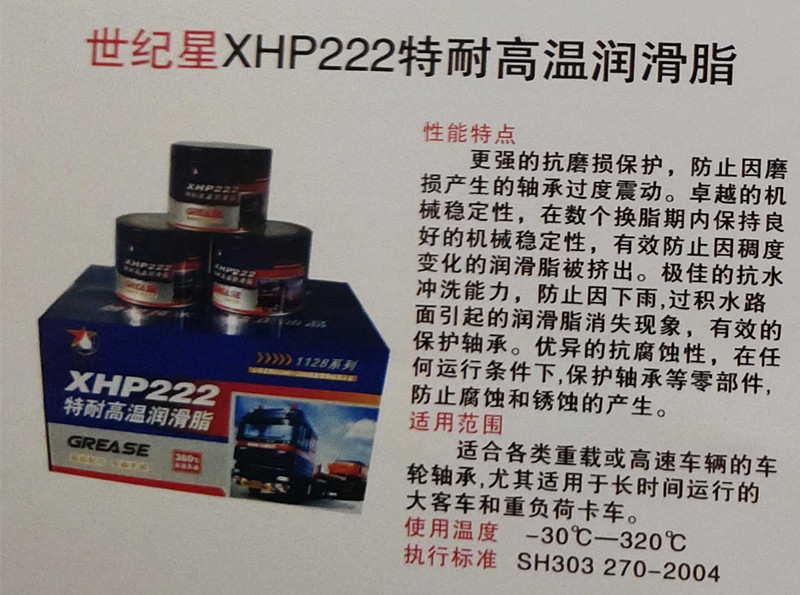 世纪星XHP222特耐高温润滑脂
性能特点
更强的抗磨损保护，防止因磨
损产生的轴承过度震动。卓越的机
械稳定性，在数个换脂期内保持良
好的机械稳定性，有效防止因稠度
变化的润滑脂被挤出。极佳的抗水
冲洗能力，防止因下雨,过积水路
面引起的润滑脂消失现象，有效的
保护轴承。优异的抗腐蚀性，在任
何运行条件下,保护轴承等零部件,
防止腐蚀和锈蚀的产生。
适用范围
适合各类重载或高速车辆的车
轮轴承,尤其适用于长时间运行的
大客车和重负荷卡车。
使用温度 -30℃—320℃
执行标准 SH303 270-2004
XHP222
GREASE
XHP222
XHP222
GREASE
1128系列
XHP222
特耐高温润滑脂
GREASE
360℃